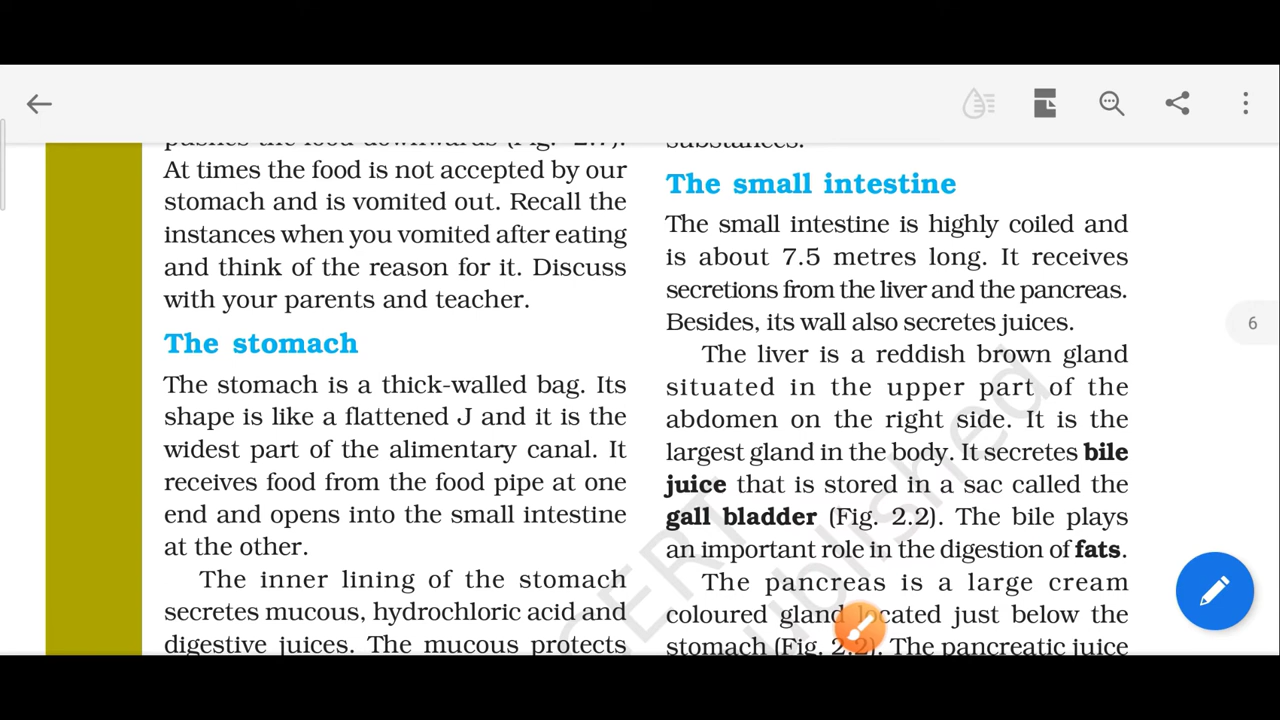 pushes the food downwards (Fig. 2.7).
At times the food is not accepted by our
stomach and is vomited out. Recall the
instances when you vomited after eating
and think of the reason for it. Discuss
with your parents and teacher.
The stomach
The stomach is a thick-walled bag. Its
shape is like a flattened J and it is the
widest part of the alimentary canal. It
receives food from the food pipe at one
end and opens into the small intestine
at the other.
The inner lining of the stomach
secretes mucous, hydrochloric acid and
digestive juices. The mucous protects
substances.
The small intestine
The small intestine is highly coiled and
is about 7.5 metres long. It receives
secretions from the liver and the pancreas.
Besides, its wall also secretes juices.
The liver is a reddish brown gland
situated in the upper part of the
abdomen on the right side. It is the
largest gland in the body. It secretes bile
juice that is stored in a sac called the
gall bladder (Fig. 2.2). The bile plays
an important role in the digestion of fats.
The pancreas is a large cream
coloured gland located just below the
stomach (Fig. 2.2). The pancreatic juice
6